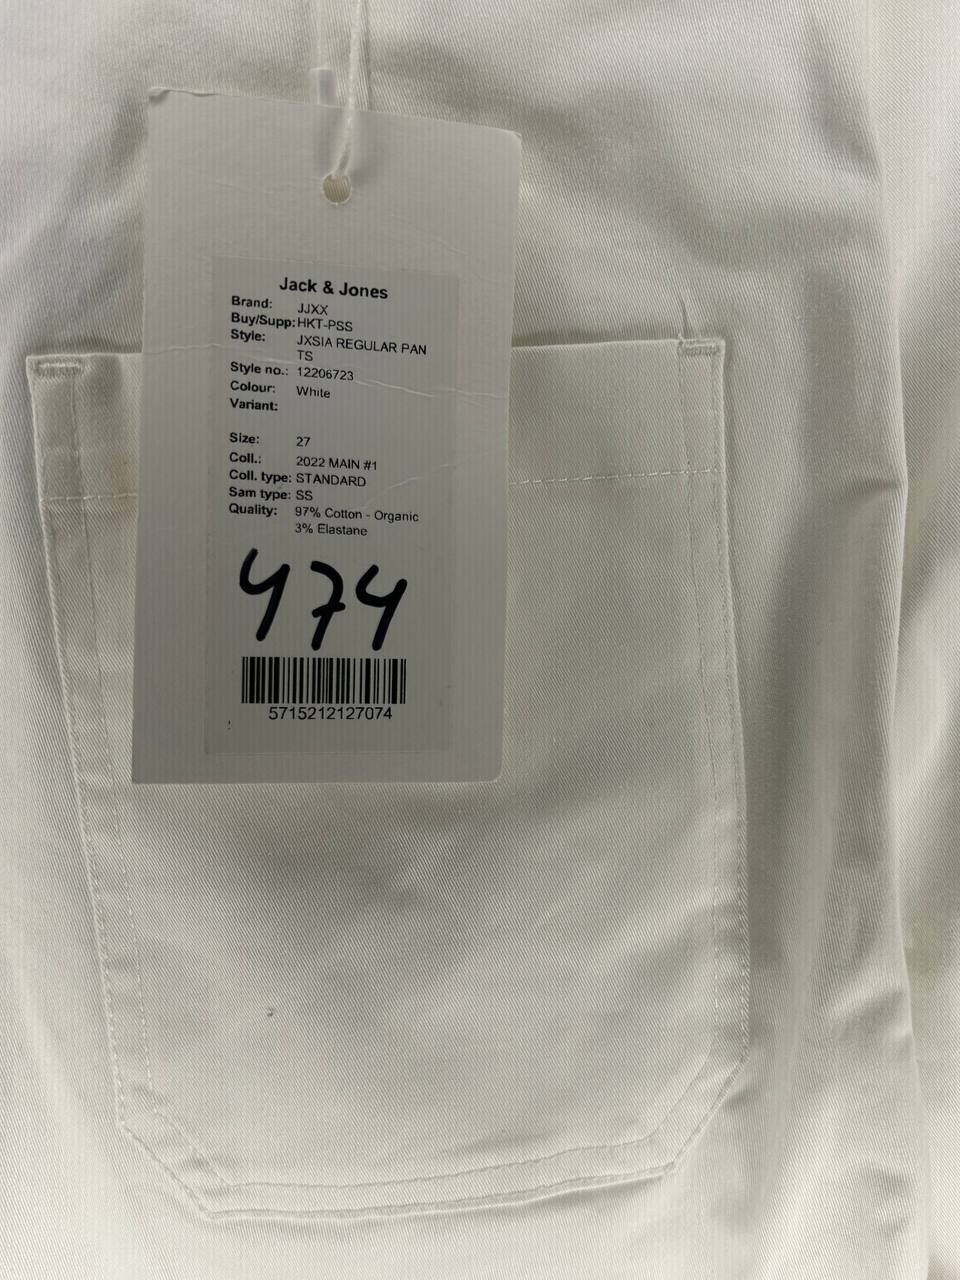 Jack & Jones
Brand: JJXX
Buy/Supp: HKT-PSS
Style: JXSIA REGULAR PAN
TS
Style no.: 12206723
Colour: White
Variant:
Size: 27
Coll.: 2022 MAIN #1
Coll. type: STANDARD
Sam type: SS
Quality: 97% Cotton - Organic
3% Elastane
474
5715212127074